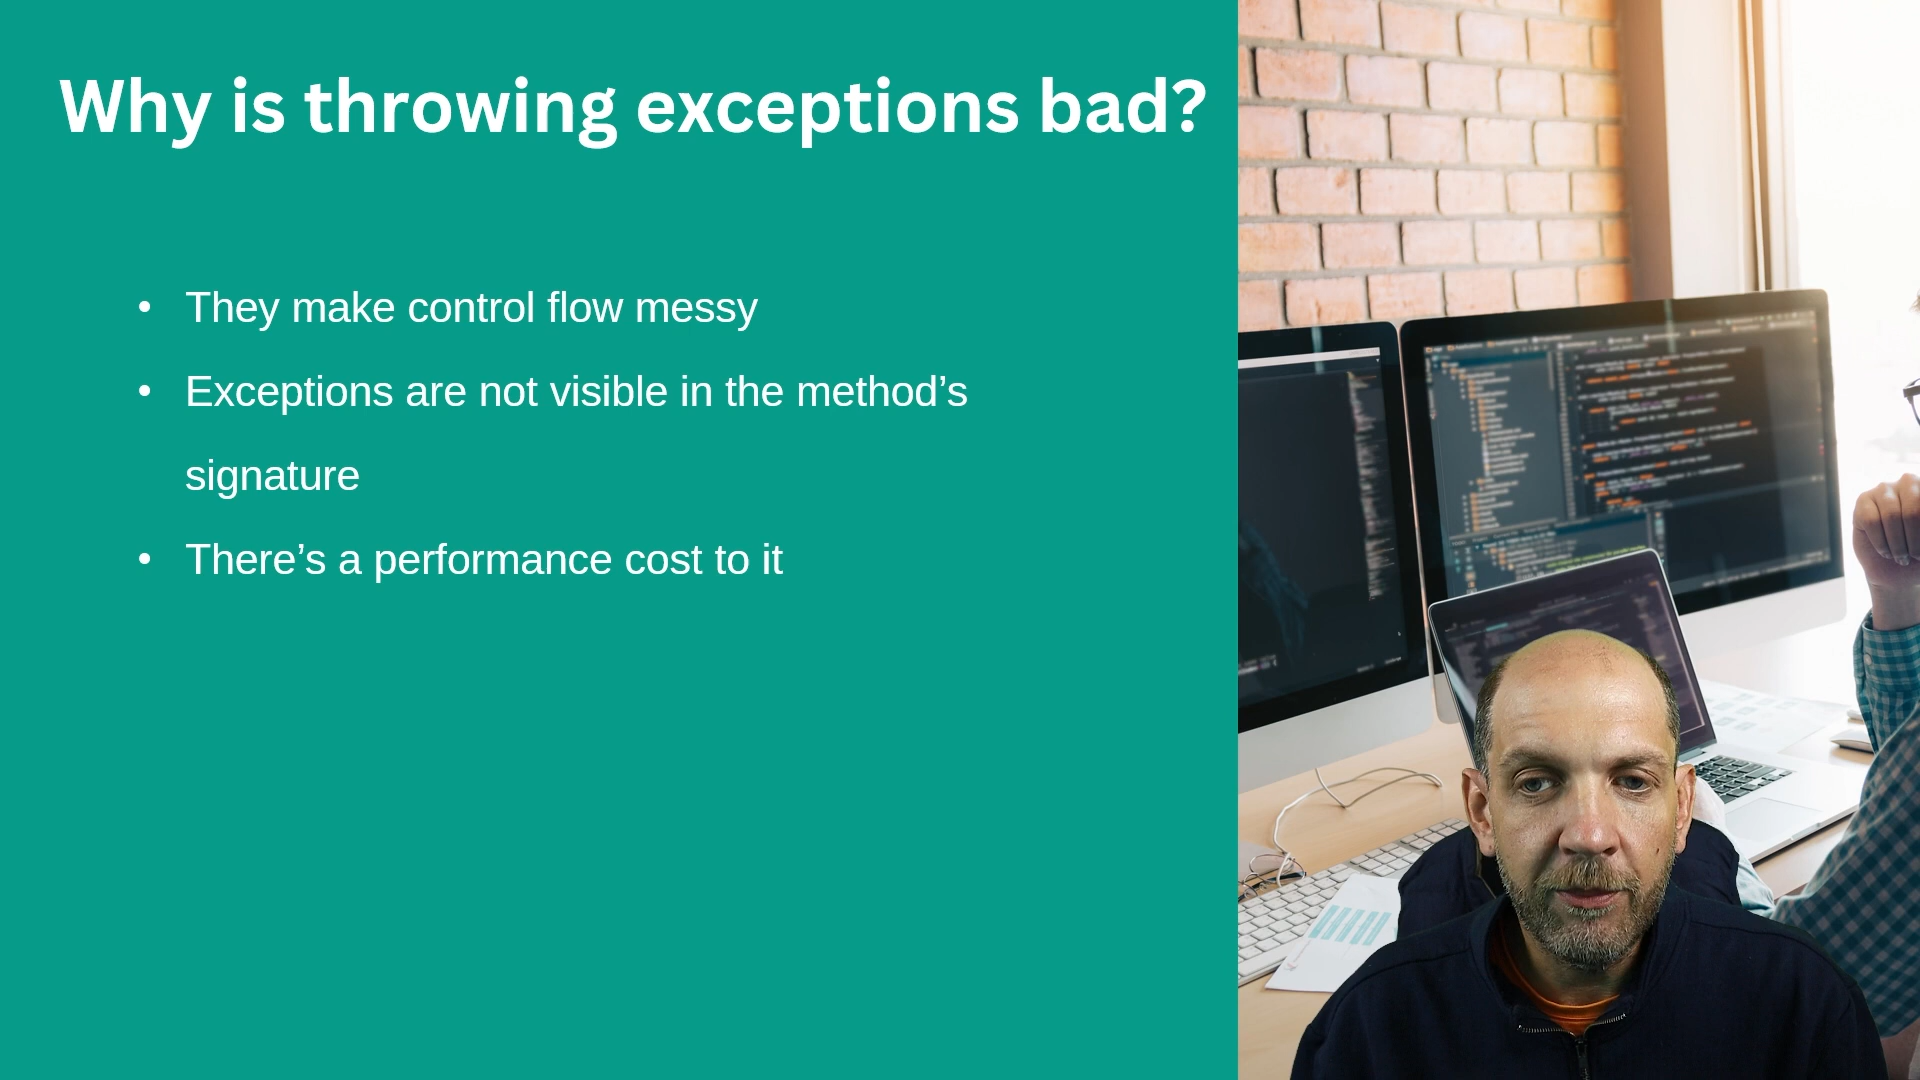 Why is throwing exceptions bad?
• They make control flow messy
• Exceptions are not visible in the method’s
signature
• There’s a performance cost to it